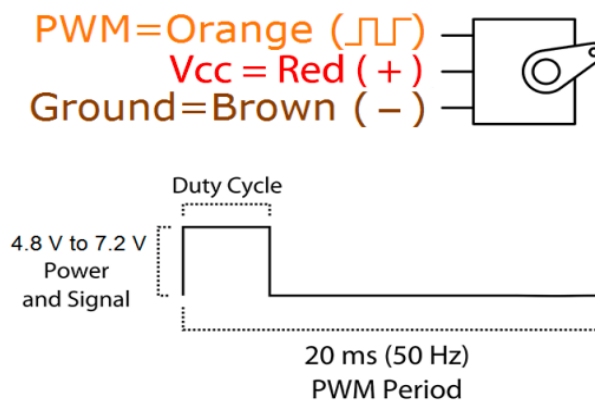 PWM=Orange (⎍⎍)
Vcc = Red ( + )
Ground=Brown ( − )
Duty Cycle
4.8 V to 7.2 V
Power
and Signal
20 ms (50 Hz)
PWM Period